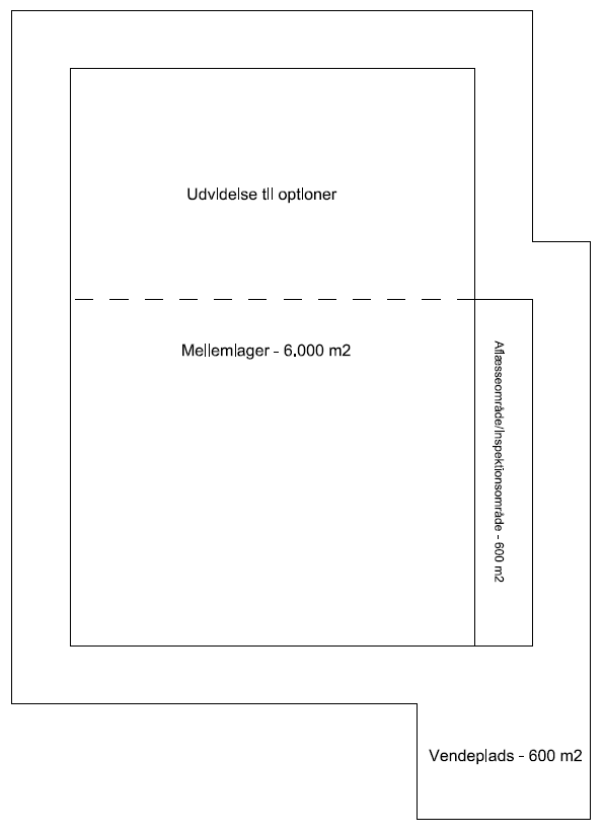 Udvidelse til optioner
Mellemlager - 6.000 m2
Aflæsseområde/Inspektionsområde - 600 m2
Vendeplads - 600 m2